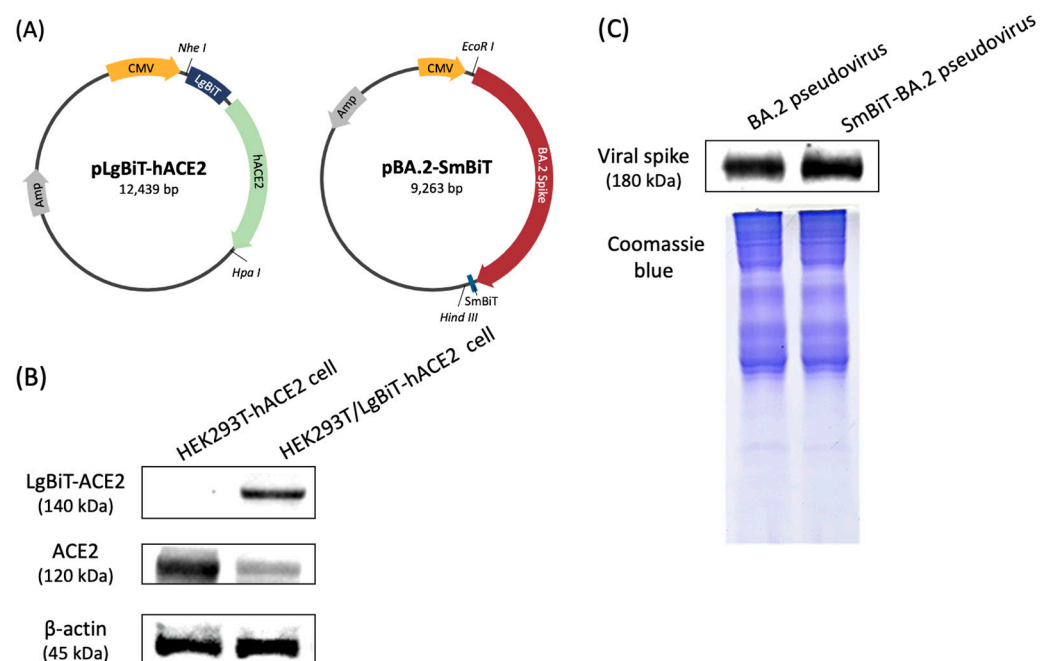 (A)
Nhe I
CMV
LgBiT
hACE2
pLgBiT-hACE2
12,439 bp
Amp
Hpa I
EcoR I
CMV
Amp
BA.2 Spike
pBA.2-SmBiT
9,263 bp
SmBiT
Hind III
(B)
HEK293T-hACE2 cell
HEK293T/LgBiT-hACE2 cell
LgBiT-ACE2
(140 kDa)
ACE2
(120 kDa)
β-actin
(45 kDa)
(C)
BA.2 pseudovirus
SmBiT-BA.2 pseudovirus
Viral spike
(180 kDa)
Coomassie
blue